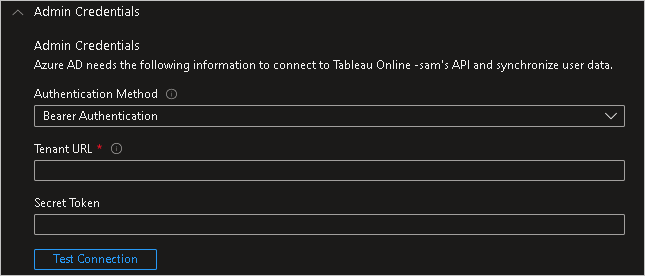 Admin Credentials
Admin Credentials
Azure AD needs the following information to connect to Tableau Online -sam's API and synchronize user data.
Authentication Method
Bearer Authentication
Tenant URL *
Secret Token
Test Connection